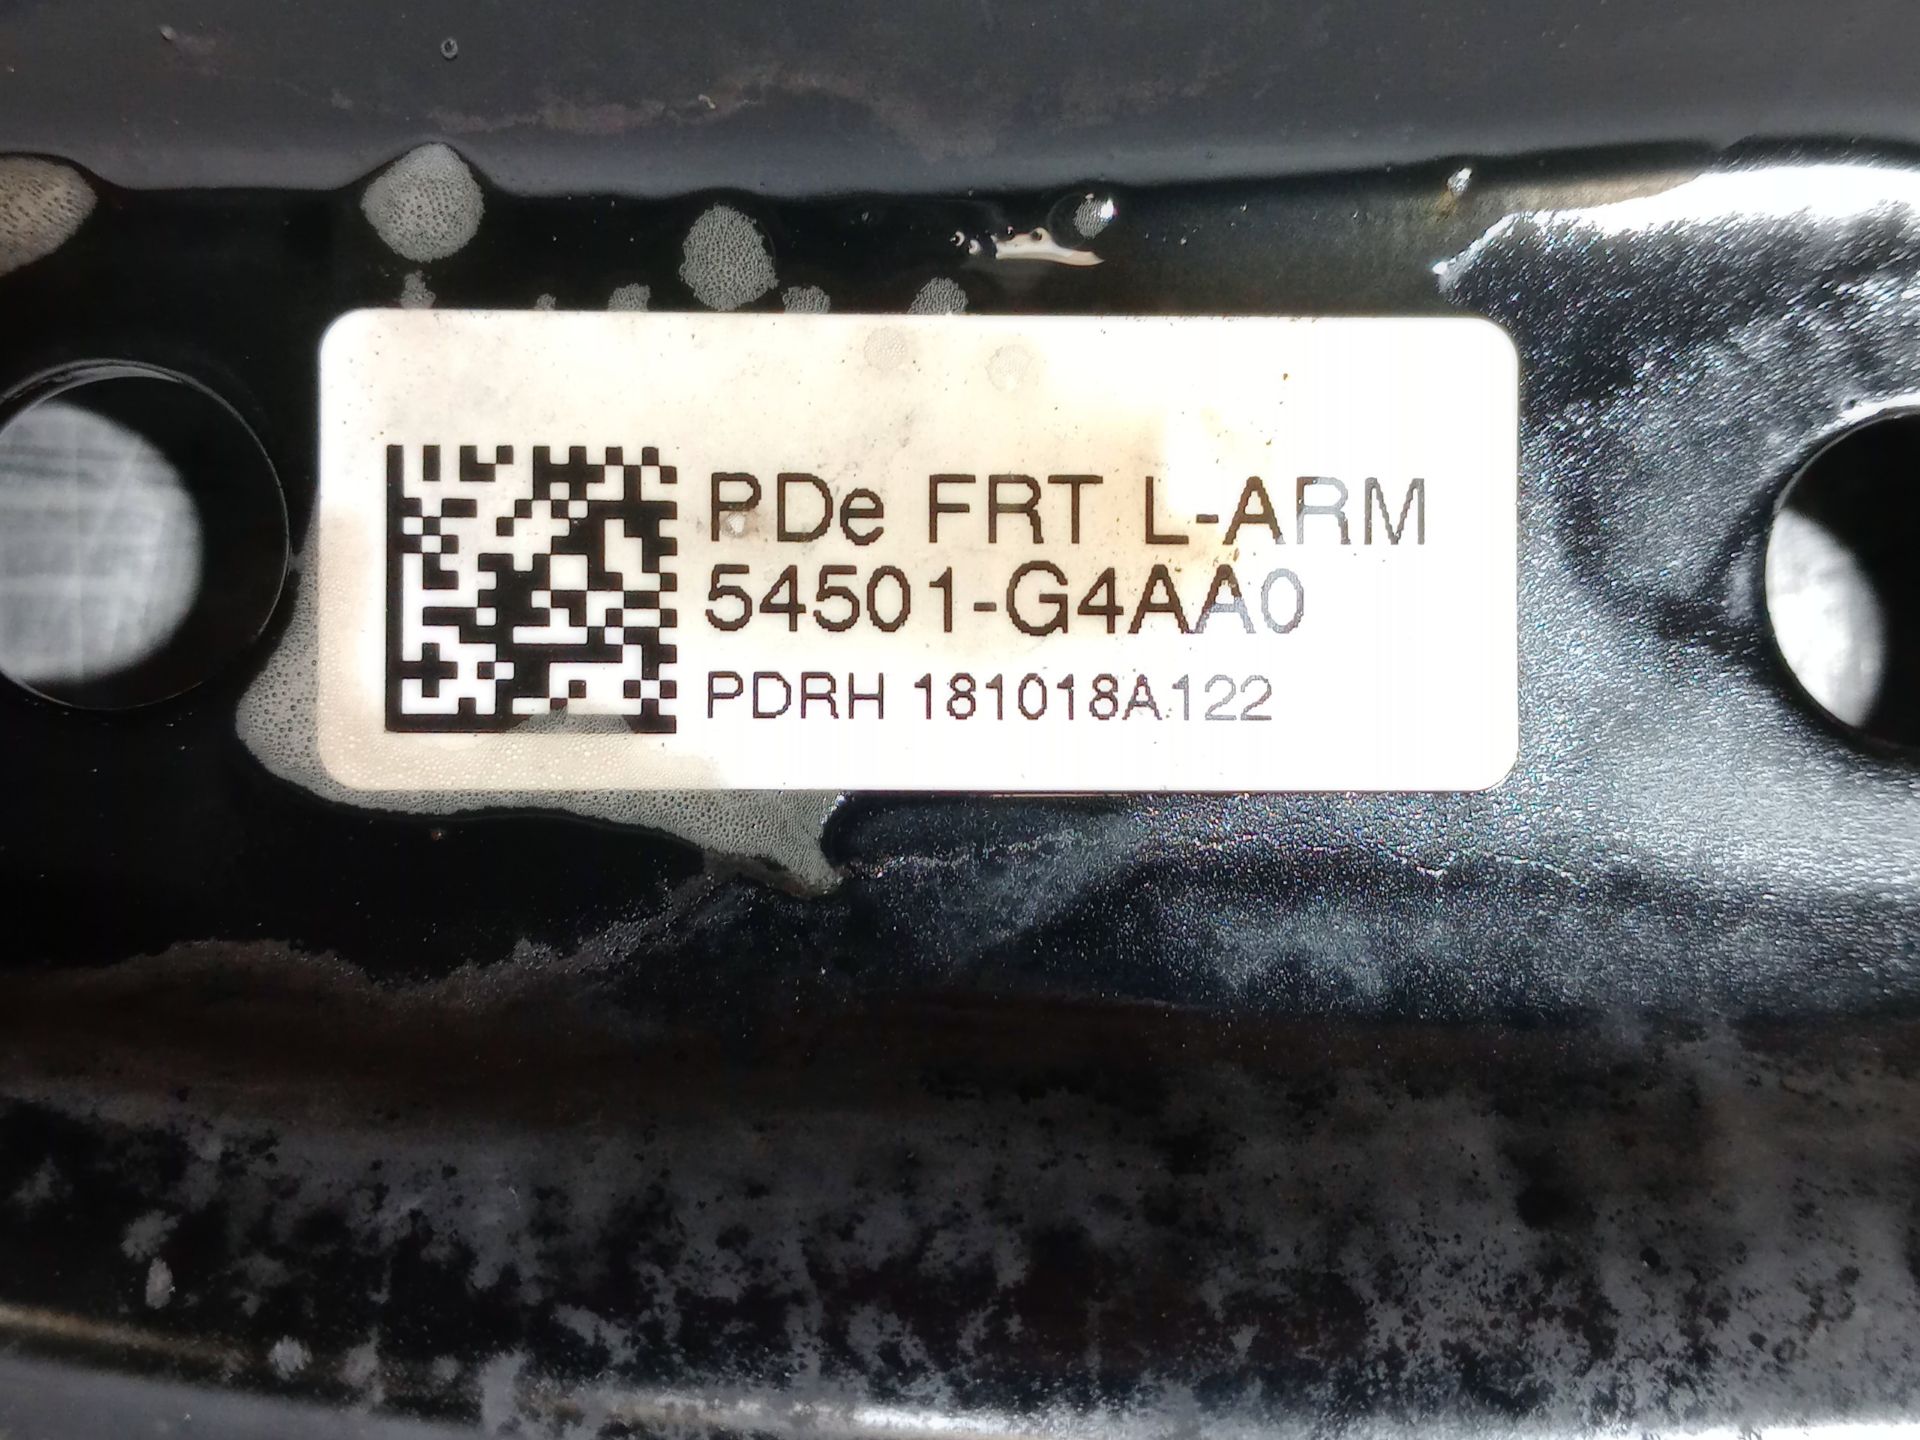 PDe FRT L-ARM
54501-G4AA0
PDRH 181018A122